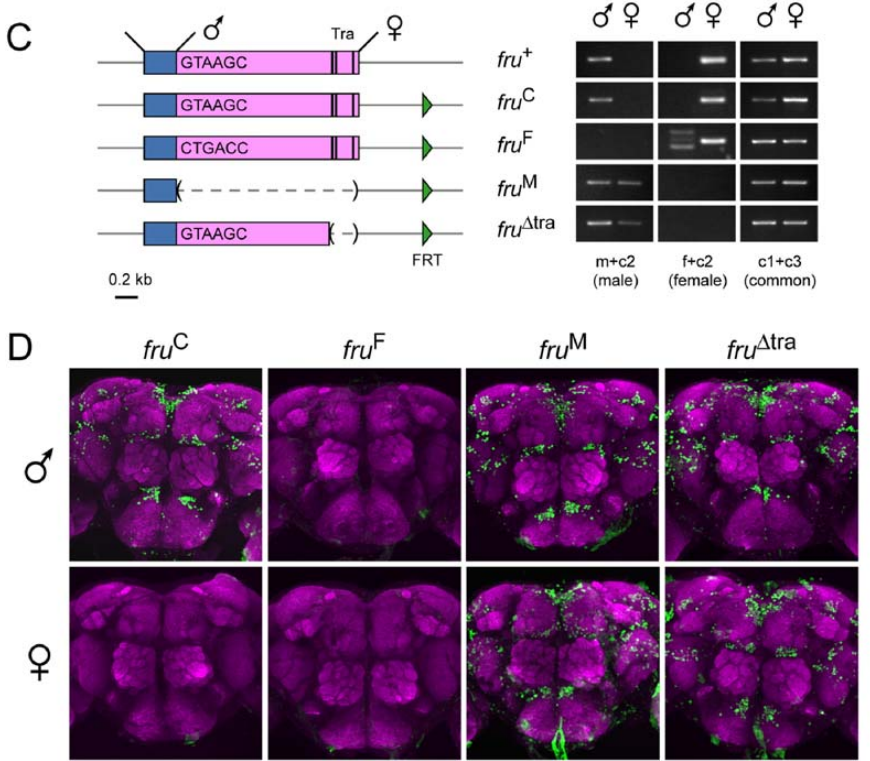 C
♂ Tra ♀
♂ ♀ ♂ ♀ ♂ ♀
GTAAGC fru+
GTAAGC fruC
CTGACC fruF
fruM
GTAAGC fruΔtra
FRT
0.2 kb
m+c2 f+c2 c1+c3
(male) (female) (common)
D
fruC fruF fruM fruΔtra
♂
♀